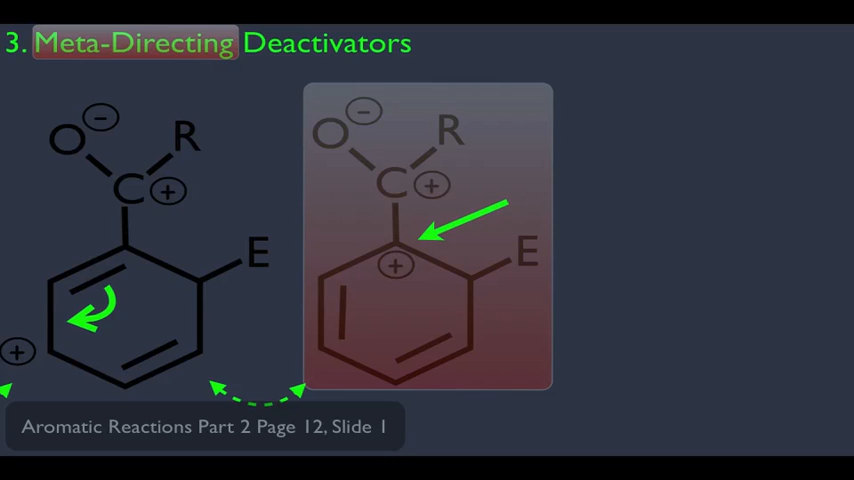 3. Meta-Directing Deactivators
O − R
O − R
C +
C +
E
E
+
+
Aromatic Reactions Part 2 Page 12, Slide 1